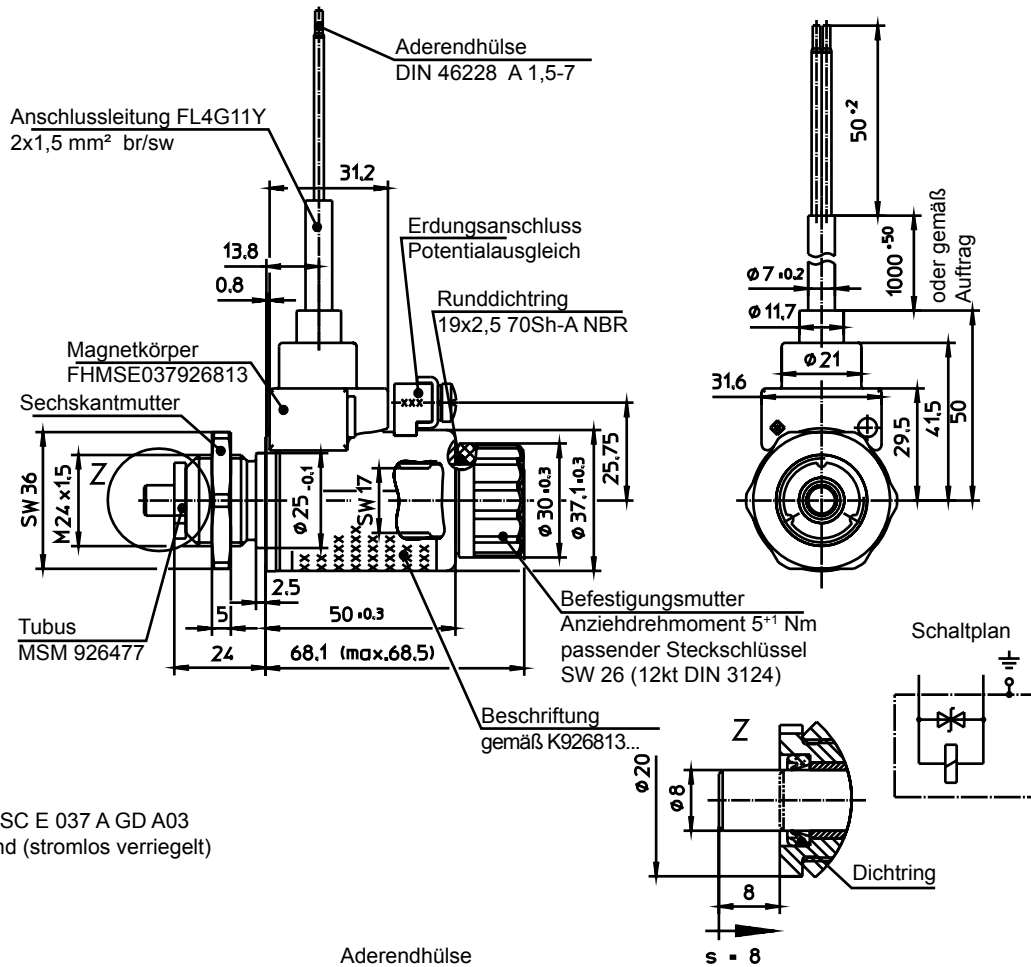 Aderendhülse
DIN 46228 A 1,5-7
Anschlussleitung FL4G11Y
2x1,5 mm² br/sw
31.2
Erdungsanschluss
Potentialausgleich
13.8
0.8
Runddichtring
19x2,5 70Sh-A NBR
Magnetkörper
FHMSE037926813
Sechskantmutter
xxx
SW 36
M24 x1.5
Z
Ø 25 -0.1
SW 17
Ø 30 ±0.3
Ø 37.1 ±0.3
25.75
xx x xxx xx x xx
2.5
5
50 ±0.3
24
68.1 (max.68.5)
Tubus
MSM 926477
Befestigungsmutter
Anziehdrehmoment 5+1 Nm
passender Steckschlüssel
SW 26 (12kt DIN 3124)
Beschriftung
gemäß K926813...
50 +2
1000 +50
oder gemäß
Auftrag
Ø 7 ±0.2
Ø 11,7
Ø 21
31.6
29.5
41.5
50
Schaltplan
Z
Ø 20
Ø 8
8
s = 8
Dichtring
SC E 037 A GD A03
nd (stromlos verriegelt)
Aderendhülse